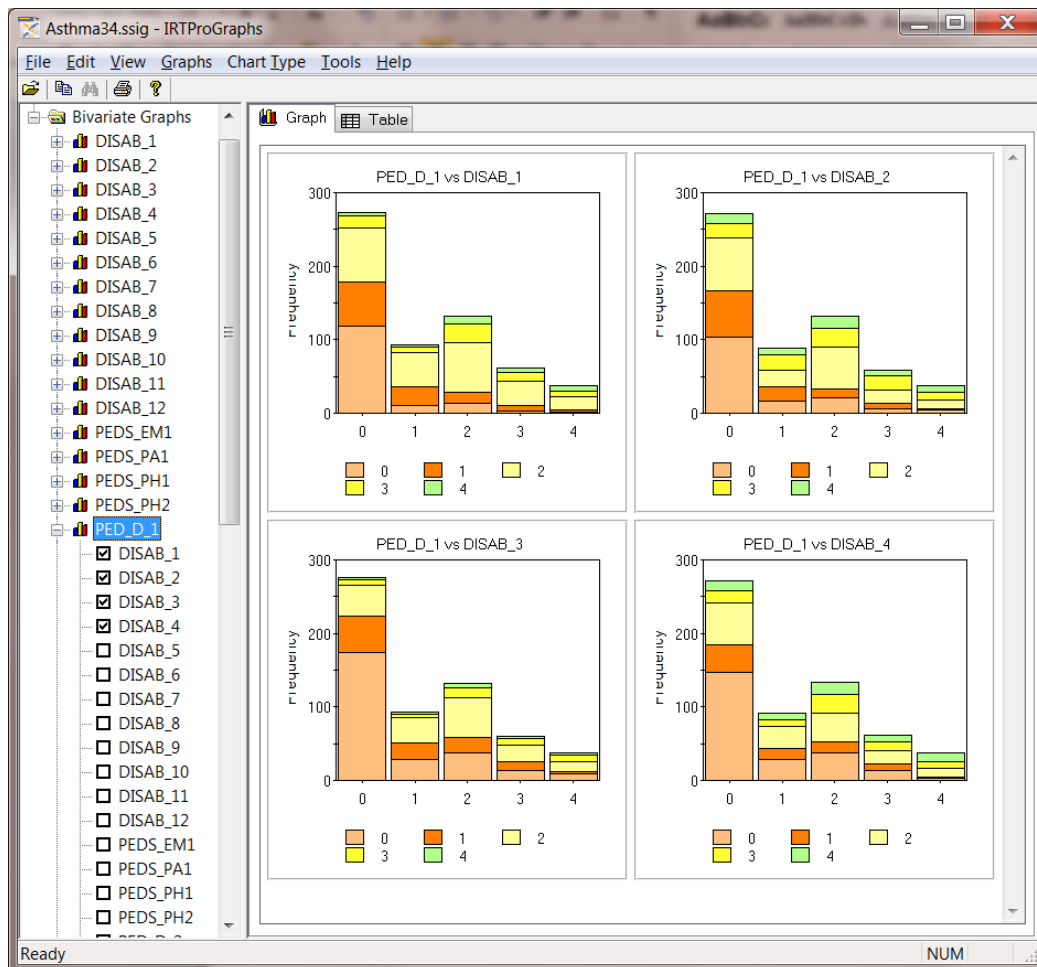 Asthma34.ssig - IRTProGraphs
File Edit View Graphs Chart Type Tools Help
Bivariate Graphs
DISAB_1
DISAB_2
DISAB_3
DISAB_4
DISAB_5
DISAB_6
DISAB_7
DISAB_8
DISAB_9
DISAB_10
DISAB_11
DISAB_12
PEDS_EM1
PEDS_PA1
PEDS_PH1
PEDS_PH2
PED_D_1
DISAB_1
DISAB_2
DISAB_3
DISAB_4
DISAB_5
DISAB_6
DISAB_7
DISAB_8
DISAB_9
DISAB_10
DISAB_11
DISAB_12
PEDS_EM1
PEDS_PA1
PEDS_PH1
PEDS_PH2
Graph Table
PED_D_1 vs DISAB_1
Frequency
300
200
100
0
0 1 2 3 4
0 1 2
3 4
PED_D_1 vs DISAB_2
Frequency
300
200
100
0
0 1 2 3 4
0 1 2
3 4
PED_D_1 vs DISAB_3
Frequency
300
200
100
0
0 1 2 3 4
0 1 2
3 4
PED_D_1 vs DISAB_4
Frequency
300
200
100
0
0 1 2 3 4
0 1 2
3 4
Ready NUM